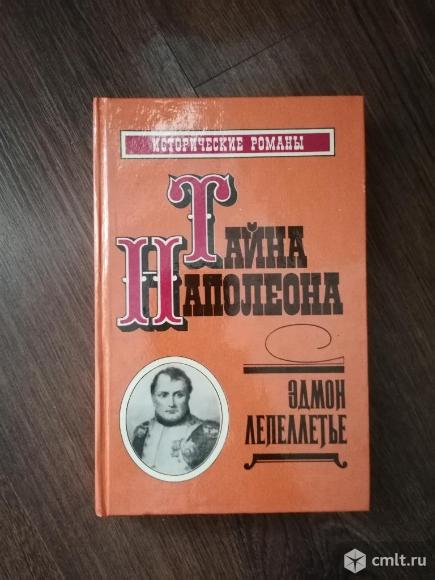 ИСТОРИЧЕСКИЕ РОМАНЫ
ТАЙНА
НАПОЛЕОНА
ЭДМОН
ЛЕПЕЛЛЕТЬЕ
cmlt.ru